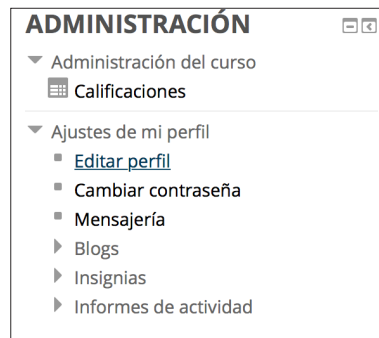 ADMINISTRACIÓN
Administración del curso
Calificaciones
Ajustes de mi perfil
Editar perfil
Cambiar contraseña
Mensajería
Blogs
Insignias
Informes de actividad